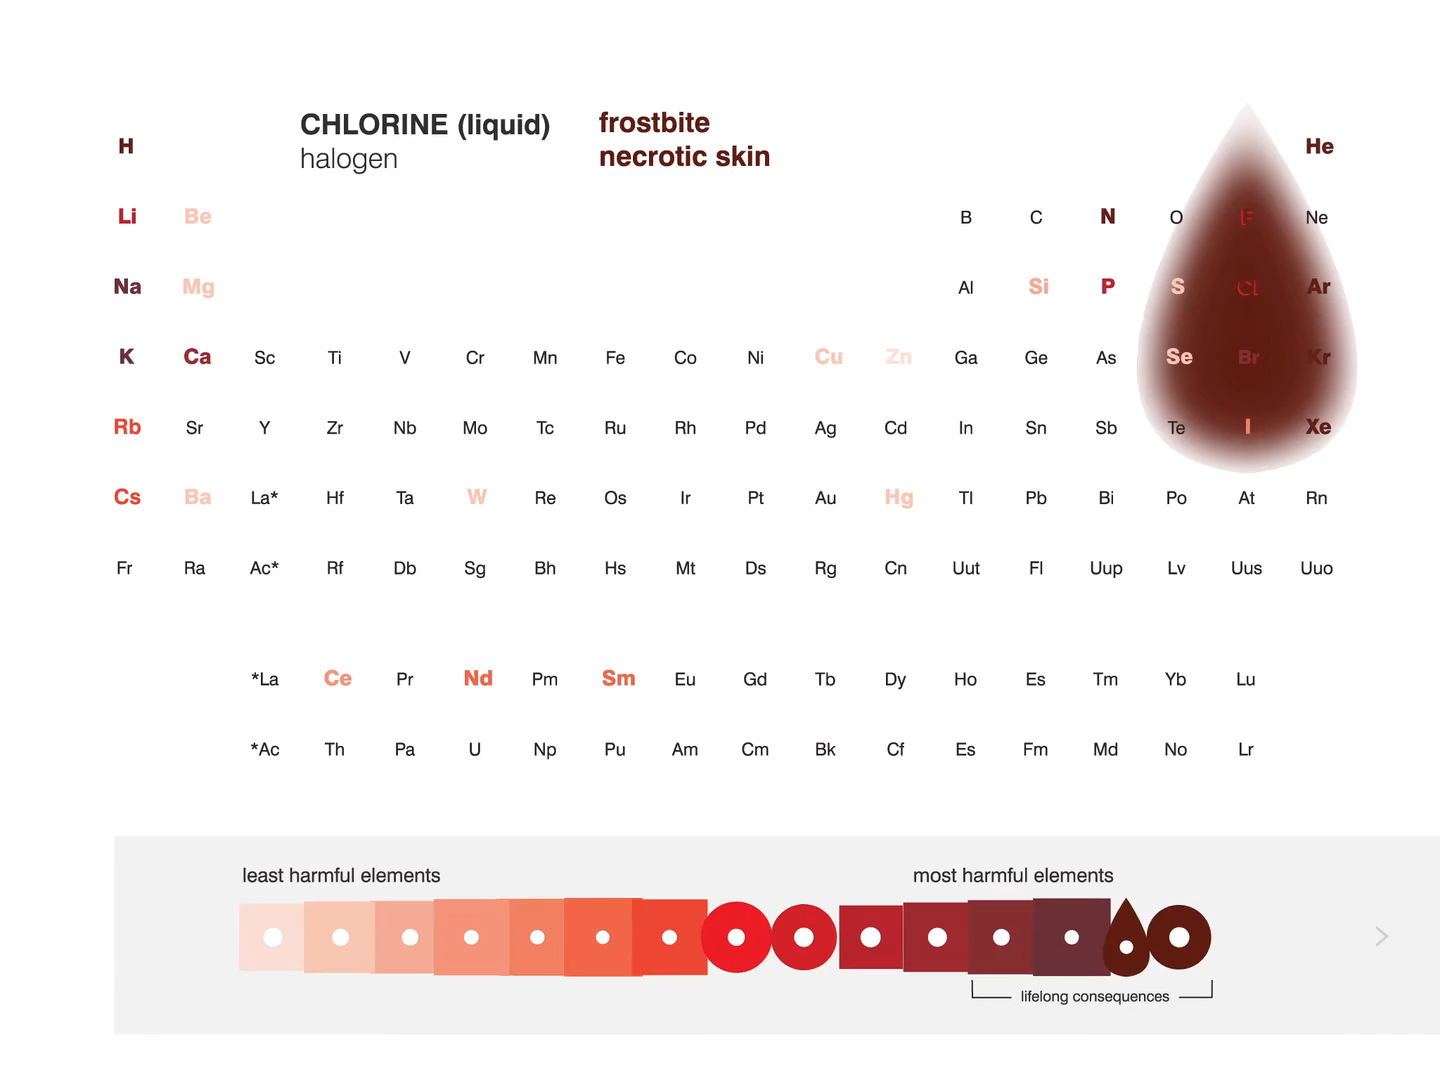 CHLORINE (liquid)
halogen
frostbite
necrotic skin
H He
Li Be B C N O F Ne
Na Mg Al Si P S Cl Ar
K Ca Sc Ti V Cr Mn Fe Co Ni Cu Zn Ga Ge As Se Br Kr
Rb Sr Y Zr Nb Mo Tc Ru Rh Pd Ag Cd In Sn Sb Te I Xe
Cs Ba La* Hf Ta W Re Os Ir Pt Au Hg Tl Pb Bi Po At Rn
Fr Ra Ac* Rf Db Sg Bh Hs Mt Ds Rg Cn Uut Fl Uup Lv Uus Uuo
*La Ce Pr Nd Pm Sm Eu Gd Tb Dy Ho Es Tm Yb Lu
*Ac Th Pa U Np Pu Am Cm Bk Cf Es Fm Md No Lr
least harmful elements
most harmful elements
lifelong consequences